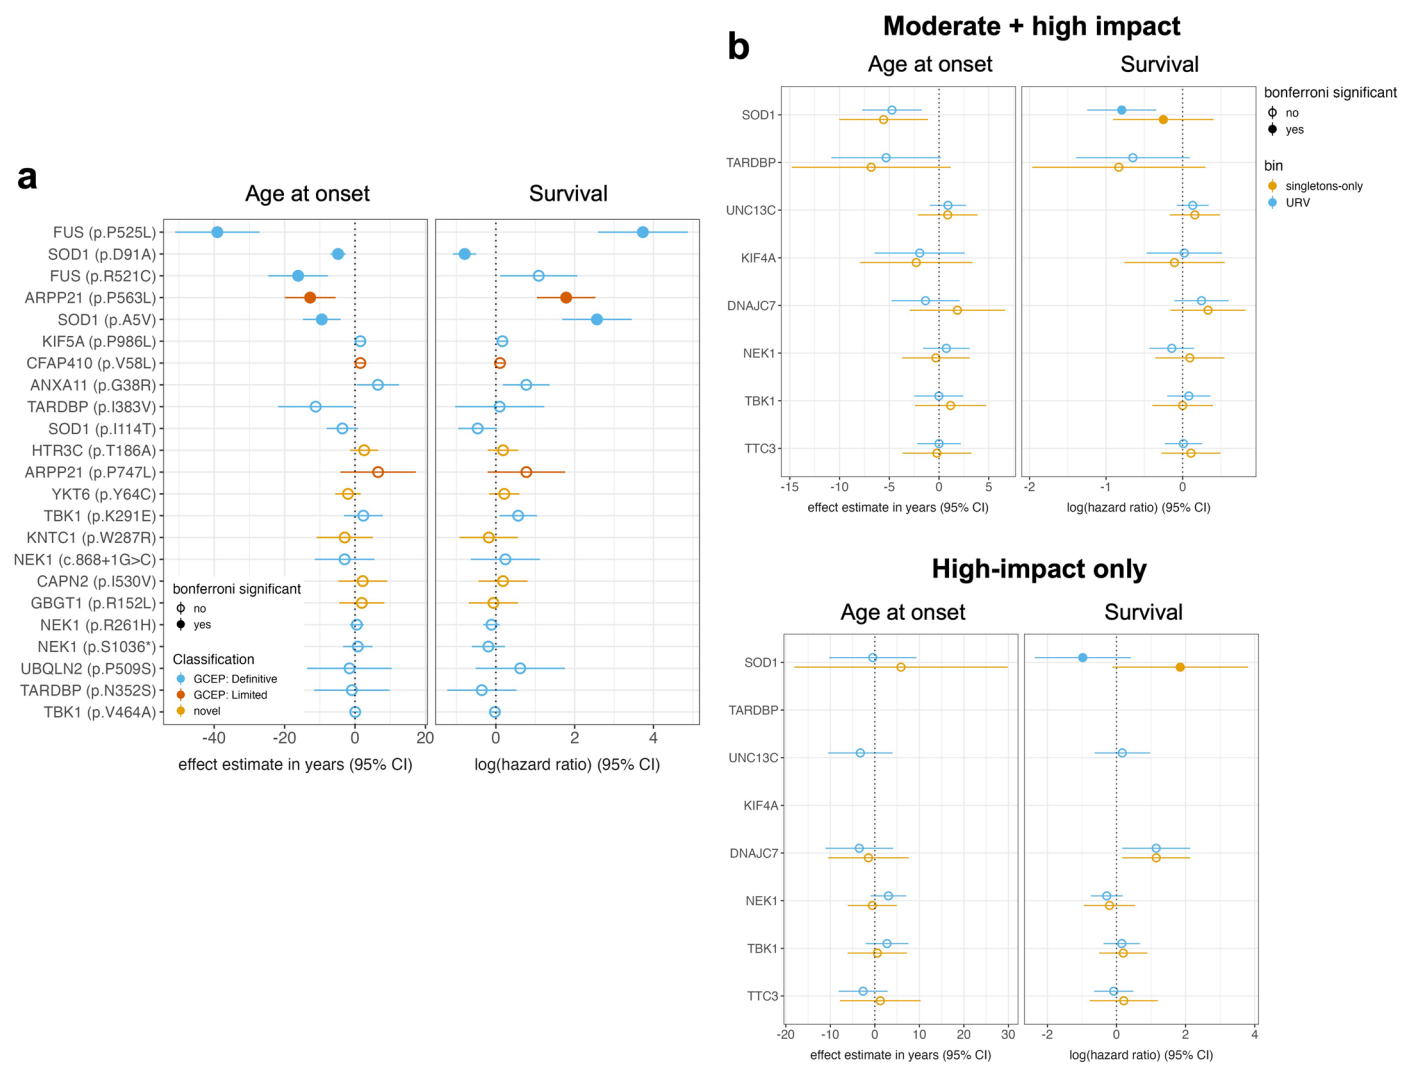 a
Age at onset Survival
FUS (p.P525L)
SOD1 (p.D91A)
FUS (p.R521C)
ARPP21 (p.P563L)
SOD1 (p.A5V)
KIF5A (p.P986L)
CFAP410 (p.V58L)
ANXA11 (p.G38R)
TARDBP (p.I383V)
SOD1 (p.I114T)
HTR3C (p.T186A)
ARPP21 (p.P747L)
YKT6 (p.Y64C)
TBK1 (p.K291E)
KNTC1 (p.W287R)
NEK1 (c.868+1G>C)
CAPN2 (p.I530V)
GBGT1 (p.R152L)
NEK1 (p.R261H)
NEK1 (p.S1036*)
UBQLN2 (p.P509S)
TARDBP (p.N352S)
TBK1 (p.V464A)
bonferroni significant
no
yes
Classification
GCEP: Definitive
GCEP: Limited
novel
-40 -20 0 20 0 2 4
effect estimate in years (95% CI) log(hazard ratio) (95% CI)
b
Moderate + high impact
Age at onset Survival
SOD1
TARDBP
UNC13C
KIF4A
DNAJC7
NEK1
TBK1
TTC3
-15 -10 -5 0 5 -2 -1 0
effect estimate in years (95% CI) log(hazard ratio) (95% CI)
bonferroni significant
no
yes
bin
singletons-only
URV
High-impact only
Age at onset Survival
SOD1
TARDBP
UNC13C
KIF4A
DNAJC7
NEK1
TBK1
TTC3
-20 -10 0 10 20 30 -2 0 2 4
effect estimate in years (95% CI) log(hazard ratio) (95% CI)